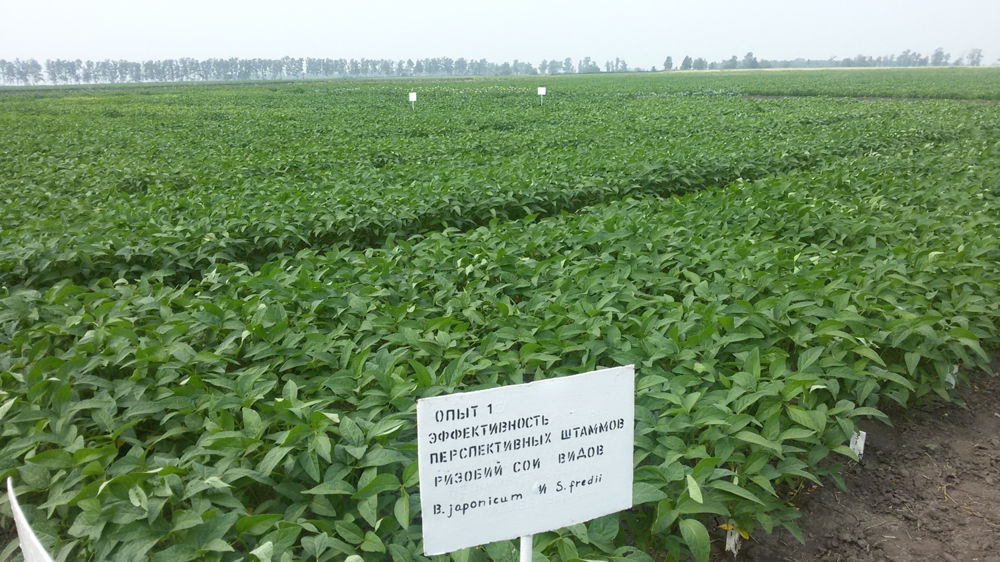 ОПЫТ 1
ЭФФЕКТИВНОСТЬ
ПЕРСПЕКТИВНЫХ ШТАММОВ
РИЗОБИЙ СОИ ВИДОВ
B. japonicum И S. fredii